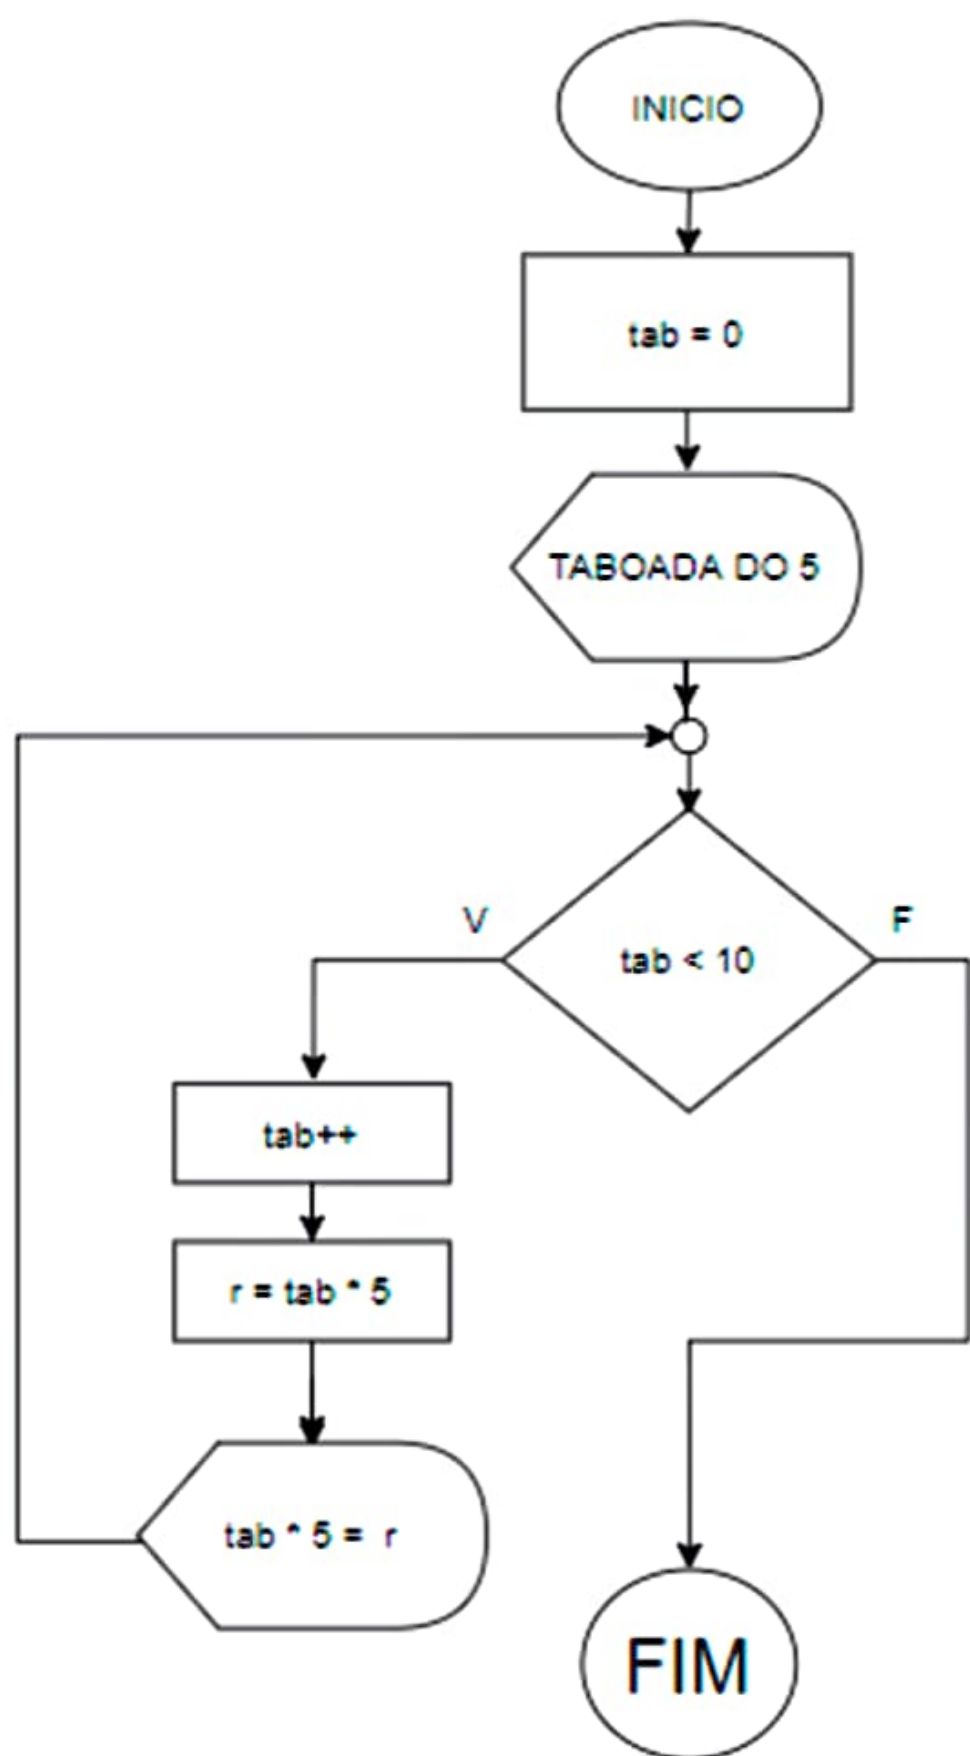 INICIO
tab = 0
TABOADA DO 5
tab < 10
V
F
tab++
r = tab * 5
tab * 5 = r
FIM